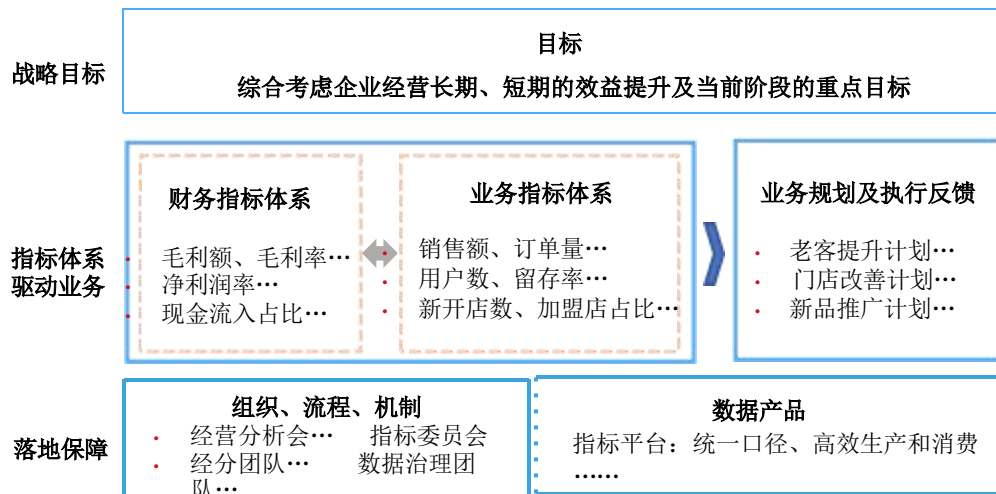 战略目标
目标
综合考虑企业经营长期、短期的效益提升及当前阶段的重点目标
指标体系
驱动业务
财务指标体系
• 毛利额、毛利率…
• 净利润率…
• 现金流入占比…
业务指标体系
• 销售额、订单量…
• 用户数、留存率…
• 新开店数、加盟店占比…
业务规划及执行反馈
• 老客提升计划…
• 门店改善计划…
• 新品推广计划…
落地保障
组织、流程、机制
• 经营分析会… 指标委员会
• 经分团队… 数据治理团
队…
数据产品
指标平台：统一口径、高效生产和消费
……